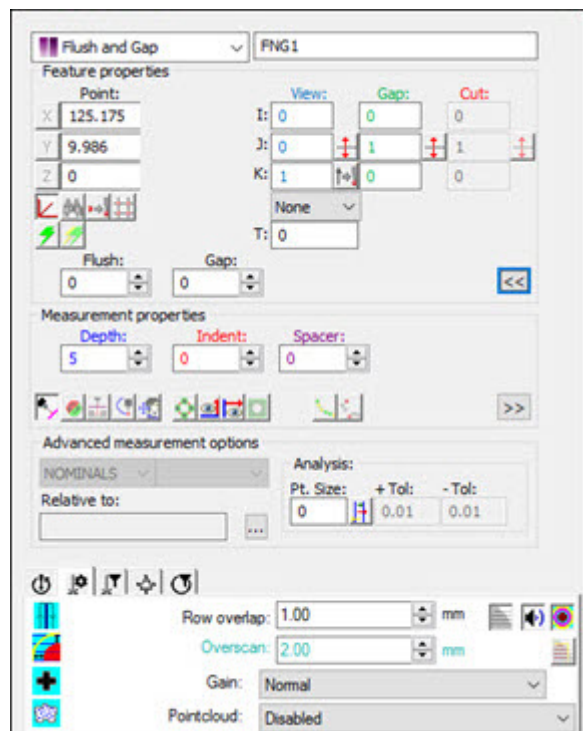 Flush and Gap FNG1
Feature properties
Point: View: Gap: Cut:
X 125.175 I: 0 0 0
Y 9.986 J: 0 1 1
Z 0 K: 1 0 0
None
T: 0
Flush: Gap:
0 0 <<
Measurement properties
Depth: Indent: Spacer:
5 0 0
>>
Advanced measurement options
NOMINALS Analysis:
Pt. Size: + Tol: - Tol:
Relative to: 0 0.01 0.01
...
Row overlap: 1.00 mm
Overscan: 2.00 mm
Gain: Normal
Pointcloud: Disabled